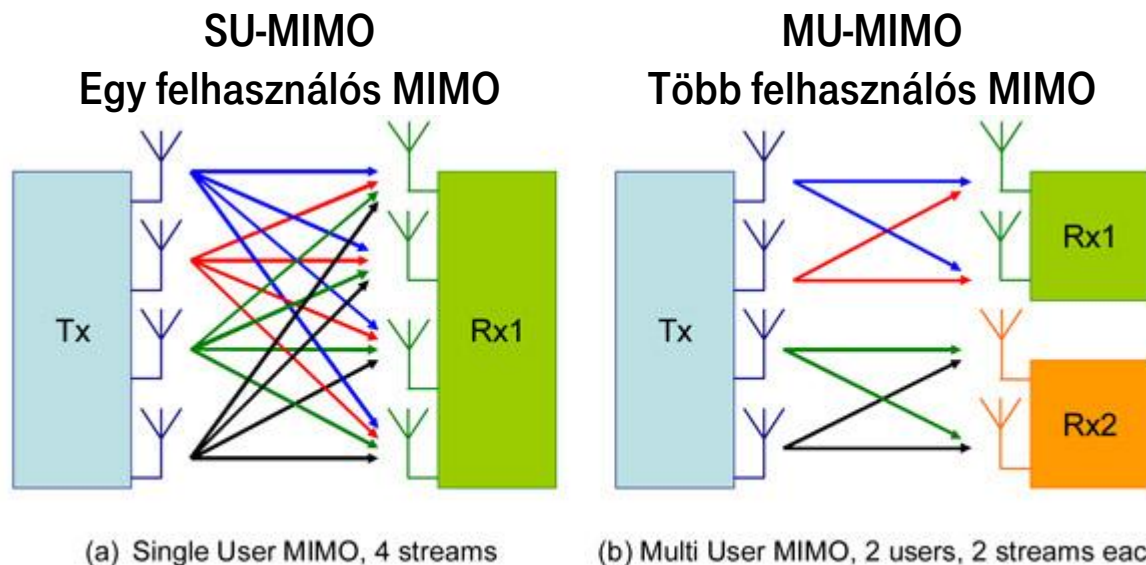 SU-MIMO
Egy felhasználós MIMO
MU-MIMO
Több felhasználós MIMO
Tx
Rx1
Tx
Rx1
Rx2
(a) Single User MIMO, 4 streams
(b) Multi User MIMO, 2 users, 2 streams eac